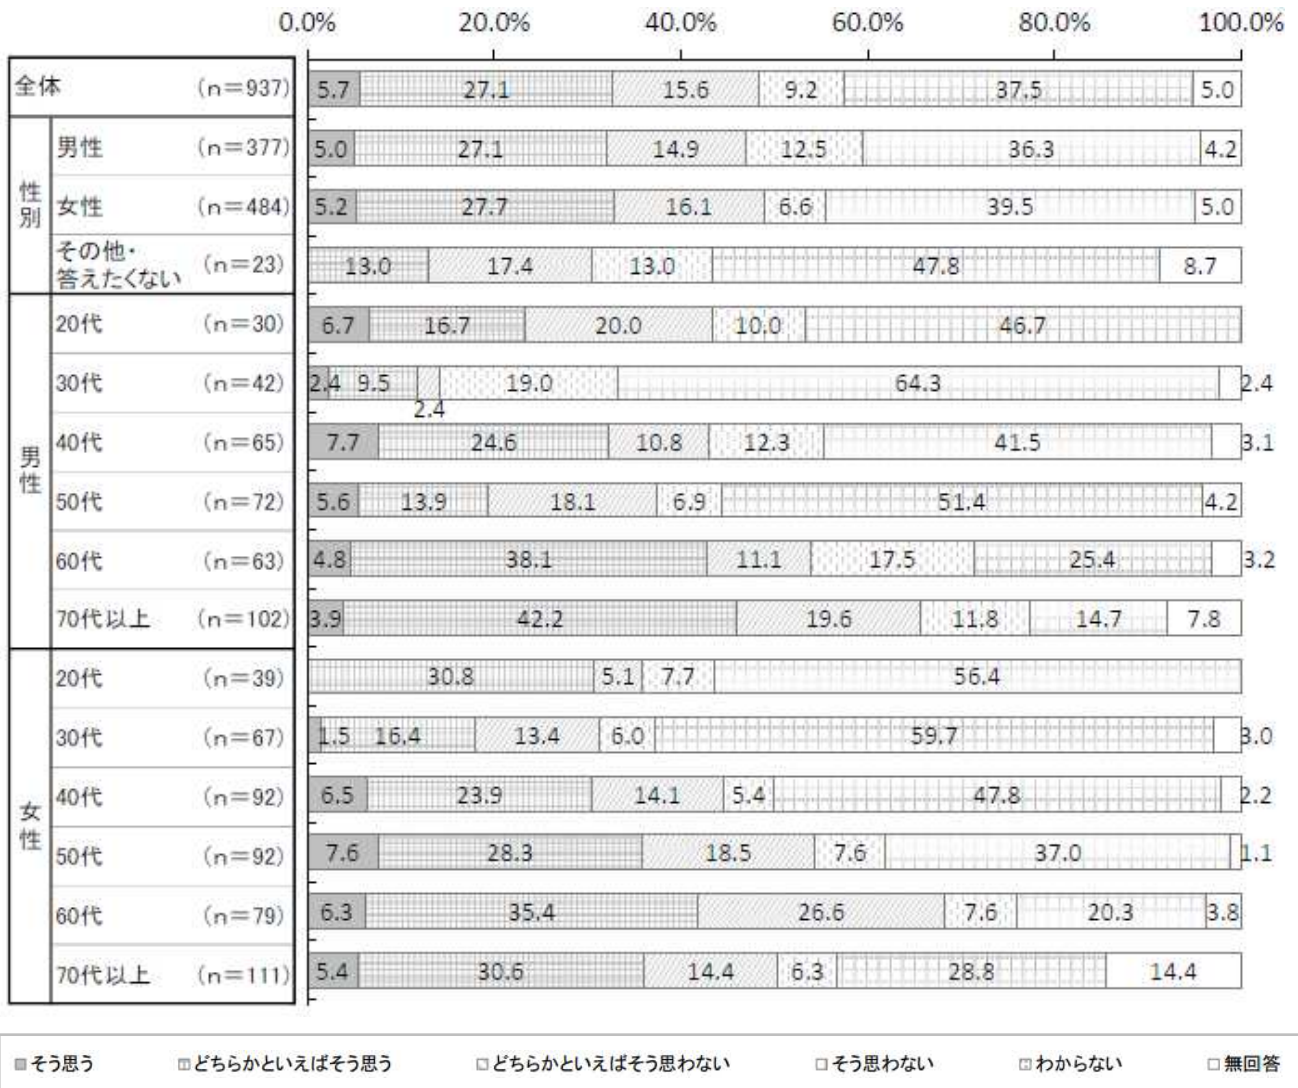 0.0% 20.0% 40.0% 60.0% 80.0% 100.0%
全体 (n=937) 5.7 27.1 15.6 9.2 37.5 5.0
性別
男性 (n=377) 5.0 27.1 14.9 12.5 36.3 4.2
女性 (n=484) 5.2 27.7 16.1 6.6 39.5 5.0
その他・
答えたくない (n=23) 13.0 17.4 13.0 47.8 8.7
男性
20代 (n=30) 6.7 16.7 20.0 10.0 46.7
30代 (n=42) 2.4 9.5 2.4 19.0 64.3 2.4
40代 (n=65) 7.7 24.6 10.8 12.3 41.5 3.1
50代 (n=72) 5.6 13.9 18.1 6.9 51.4 4.2
60代 (n=63) 4.8 38.1 11.1 17.5 25.4 3.2
70代以上 (n=102) 3.9 42.2 19.6 11.8 14.7 7.8
女性
20代 (n=39) 30.8 5.1 7.7 56.4
30代 (n=67) 1.5 16.4 13.4 6.0 59.7 3.0
40代 (n=92) 6.5 23.9 14.1 5.4 47.8 2.2
50代 (n=92) 7.6 28.3 18.5 7.6 37.0 1.1
60代 (n=79) 6.3 35.4 26.6 7.6 20.3 3.8
70代以上 (n=111) 5.4 30.6 14.4 6.3 28.8 14.4
そう思う どちらかといえばそう思う どちらかといえばそう思わない そう思わない わからない 無回答